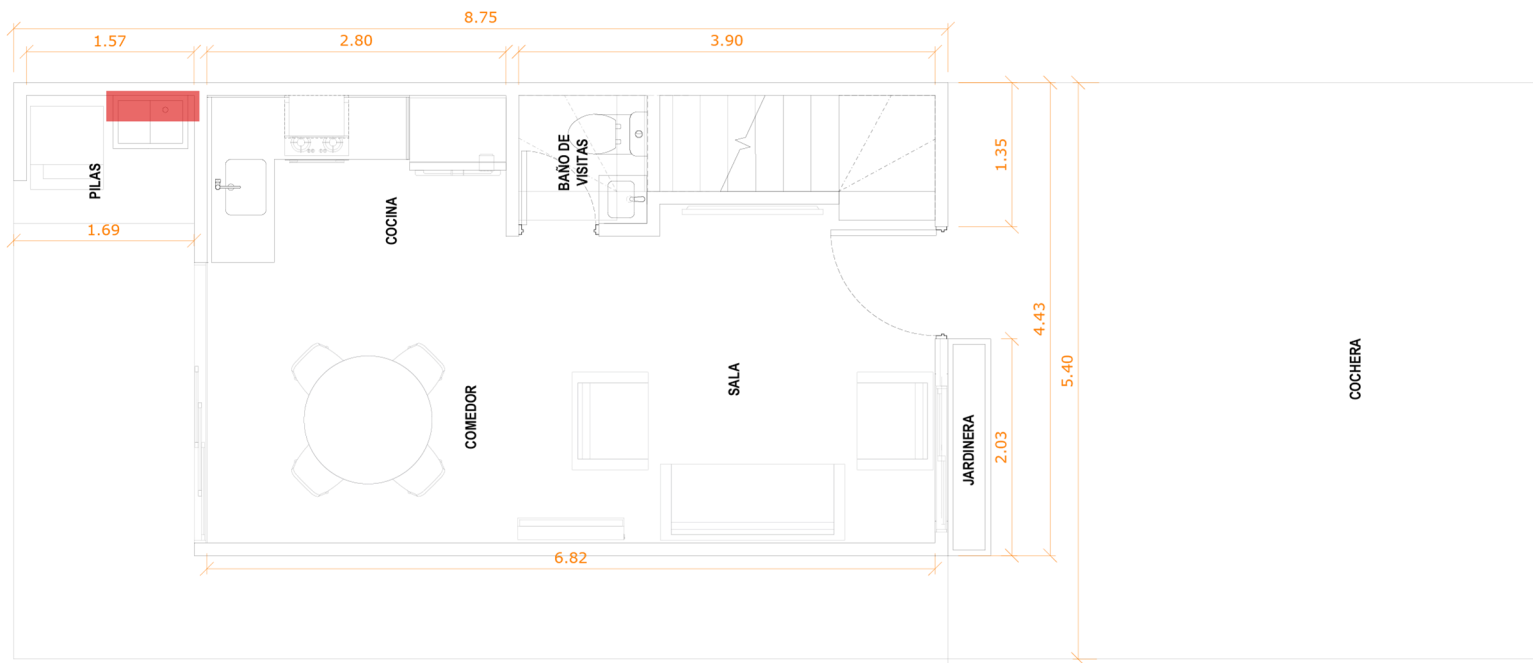 8.75
1.57
2.80
3.90
PILAS
1.69
COCINA
BAÑO DE
VISITAS
1.35
4.43
5.40
COMEDOR
SALA
JARDINERA
2.03
COCHERA
6.82